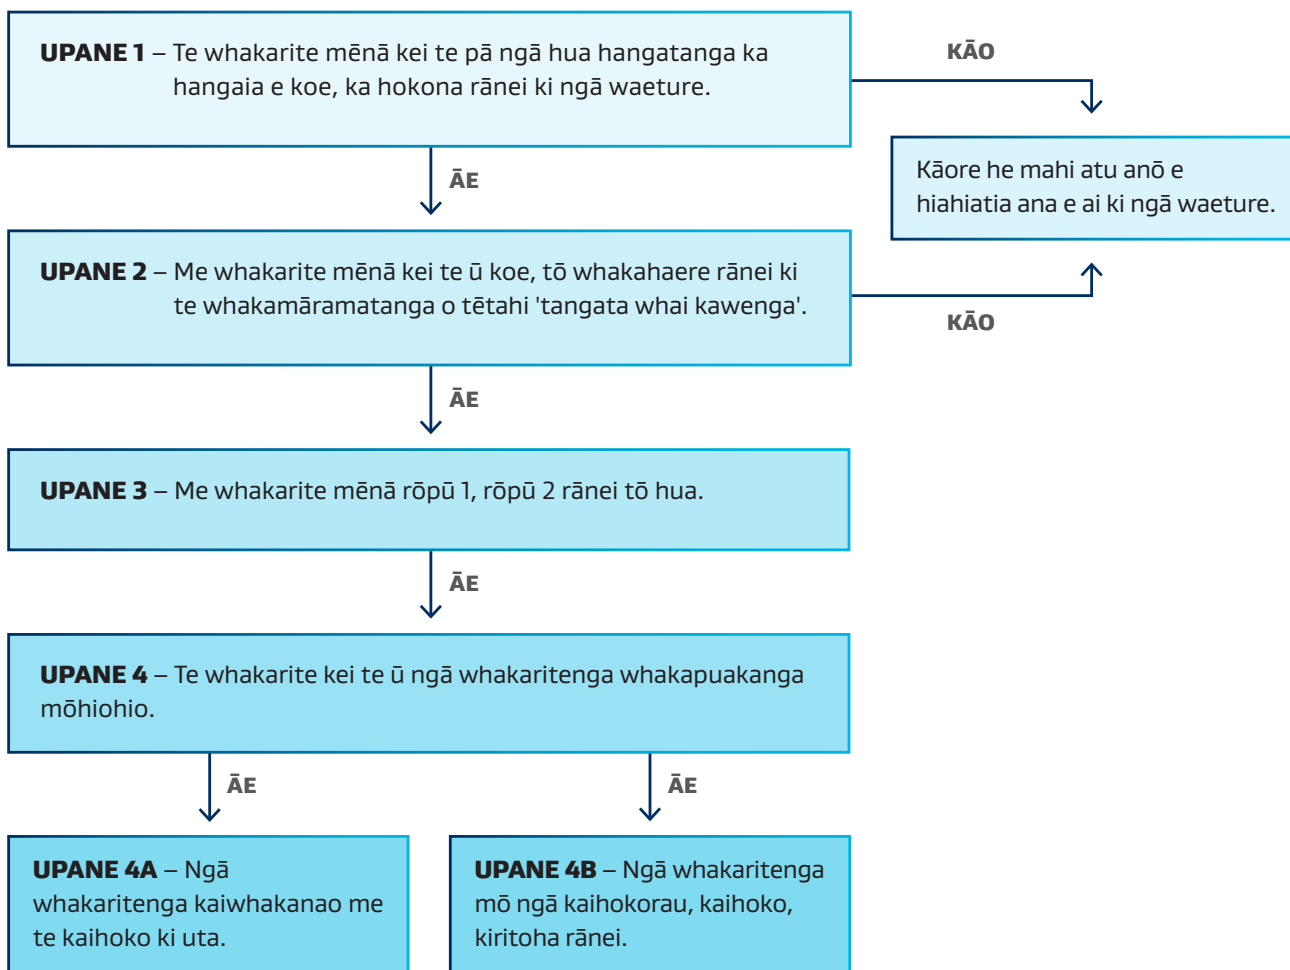 UPANE 1 – Te whakarite mēnā kei te pā ngā hua hangatanga ka
hangaia e koe, ka hokona rānei ki ngā waeture.
KĀO
Kāore he mahi atu anō e
hiahiatia ana e ai ki ngā waeture.
ĀE
UPANE 2 – Me whakarite mēnā kei te ū koe, tō whakahaere rānei ki
te whakamāramatanga o tētahi 'tangata whai kawenga'.
KĀO
ĀE
UPANE 3 – Me whakarite mēnā rōpū 1, rōpū 2 rānei tō hua.
ĀE
UPANE 4 – Te whakarite kei te ū ngā whakaritenga whakapuakanga
mōhiohio.
ĀE
ĀE
UPANE 4A – Ngā
whakaritenga kaiwhakanao me
te kaihoko ki uta.
UPANE 4B – Ngā whakaritenga
mō ngā kaihokorau, kaihoko,
kiritoha rānei.